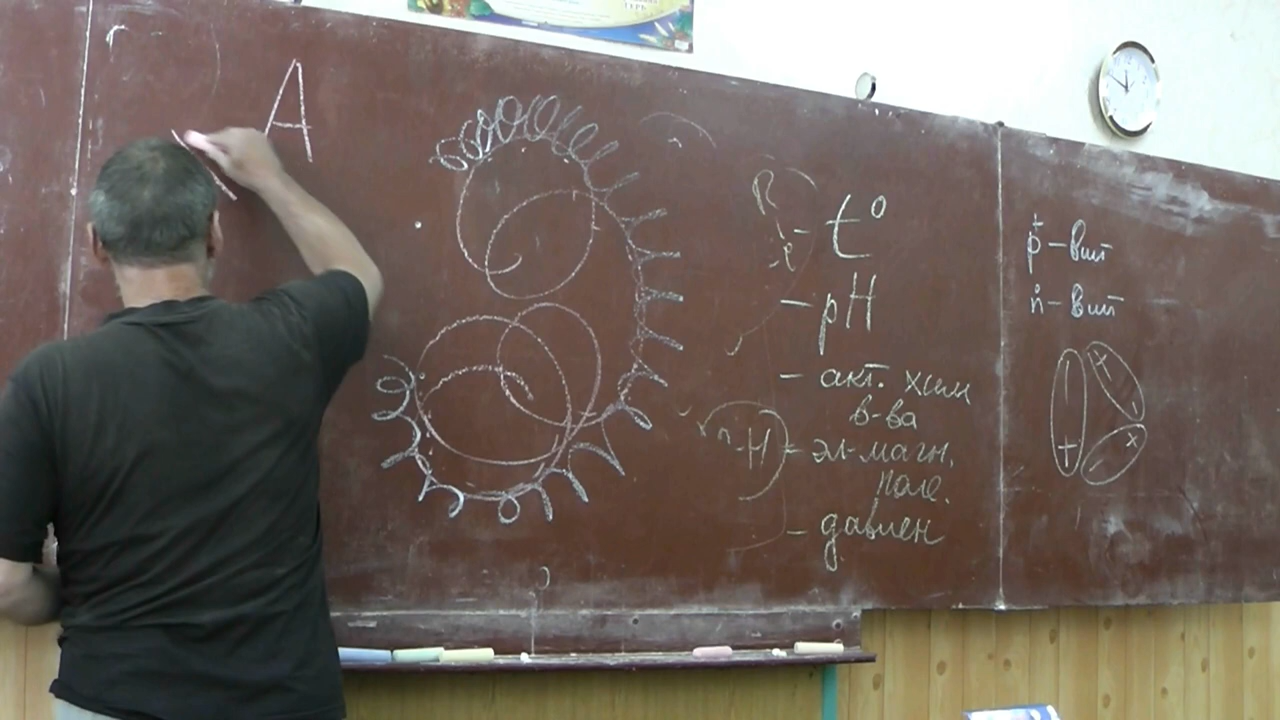 А
- t°
- pH
- акт. хим
в-ва
- эл-магн.
поле.
- давлен
p⁺ - вит
n° - вит
- +
+ -
- +